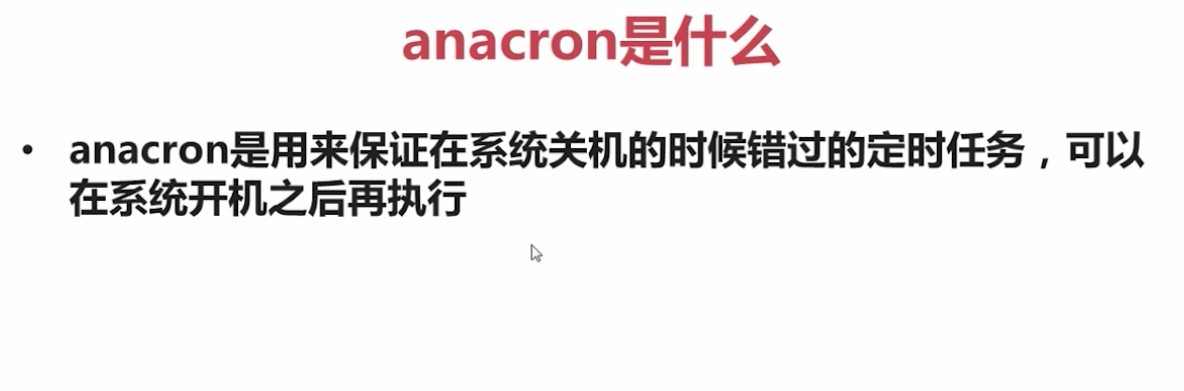 anacron是什么
• anacron是用来保证在系统关机的时候错过的定时任务，可以
在系统开机之后再执行